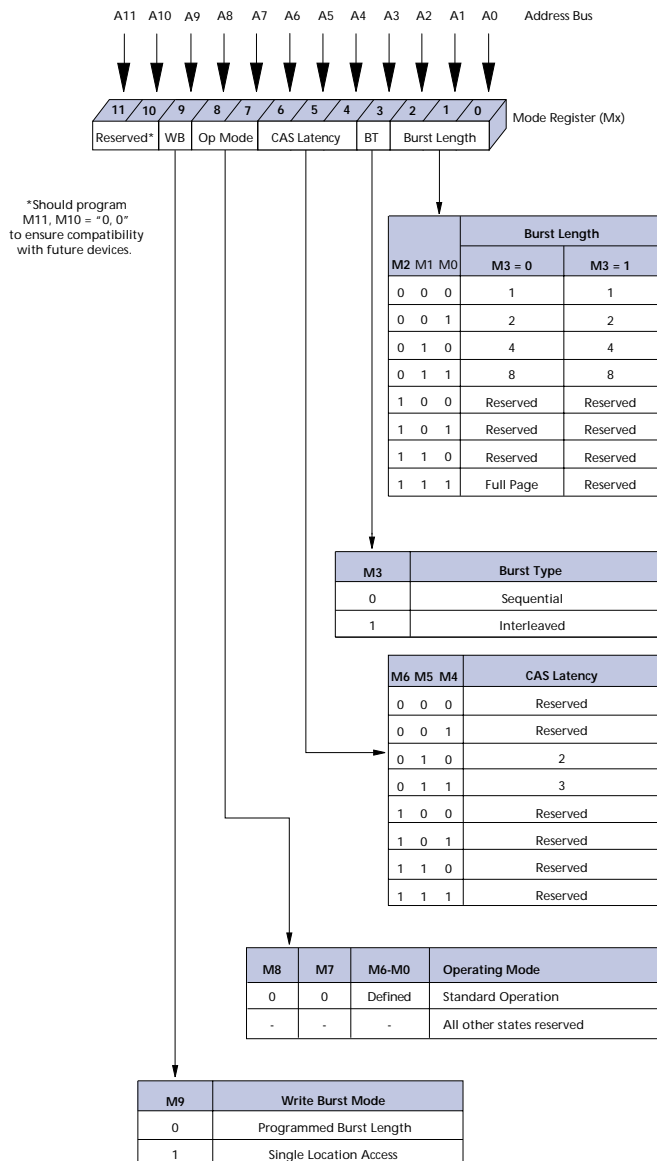 A11 A10 A9 A8 A7 A6 A5 A4 A3 A2 A1 A0 Address Bus
11 10 9 8 7 6 5 4 3 2 1 0
Mode Register (Mx)
Reserved* WB Op Mode CAS Latency BT Burst Length
*Should program
M11, M10 = “0, 0”
to ensure compatibility
with future devices.
Burst Length
M2 M1 M0 M3 = 0 M3 = 1
0 0 0 1 1
0 0 1 2 2
0 1 0 4 4
0 1 1 8 8
1 0 0 Reserved Reserved
1 0 1 Reserved Reserved
1 1 0 Reserved Reserved
1 1 1 Full Page Reserved
M3 Burst Type
0 Sequential
1 Interleaved
M6 M5 M4 CAS Latency
0 0 0 Reserved
0 0 1 Reserved
0 1 0 2
0 1 1 3
1 0 0 Reserved
1 0 1 Reserved
1 1 0 Reserved
1 1 1 Reserved
M8 M7 M6-M0 Operating Mode
0 0 Defined Standard Operation
- - - All other states reserved
M9 Write Burst Mode
0 Programmed Burst Length
1 Single Location Access